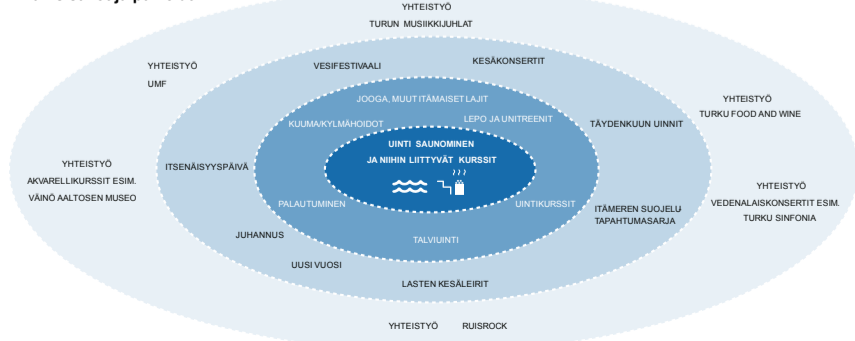 YHTEISTYÖ
TURUN MUSIIKKIJUHLAT
YHTEISTYÖ
UMF
VESIFESTIVAALI
KESÄKONSERTIT
YHTEISTYÖ
TURKU FOOD AND WINE
JOOGA, MUUT ITÄMAISET LAJIT
KUUMA/KYLMÄHOIDOT
LEPO JA UNITREENIT
TÄYDENKUUN UINNIT
UINTI SAUNOMINEN
JA NIIHIN LIITTYVÄT KURSSIT
YHTEISTYÖ
AKVARELLIKURSSIT ESIM.
VÄINÖ AALTOSEN MUSEO
ITSENÄISYYSPÄIVÄ
PALAUTUMINEN
UINTIKURSSIT
ITÄMEREN SUOJELU
TAPAHTUMASARJA
YHTEISTYÖ
VEDENALAISKONSERTIT ESIM.
TURKU SINFONIA
JUHANNUS
TALVIUINTI
UUSI VUOSI
LASTEN KESÄLEIRIT
YHTEISTYÖ RUISROCK